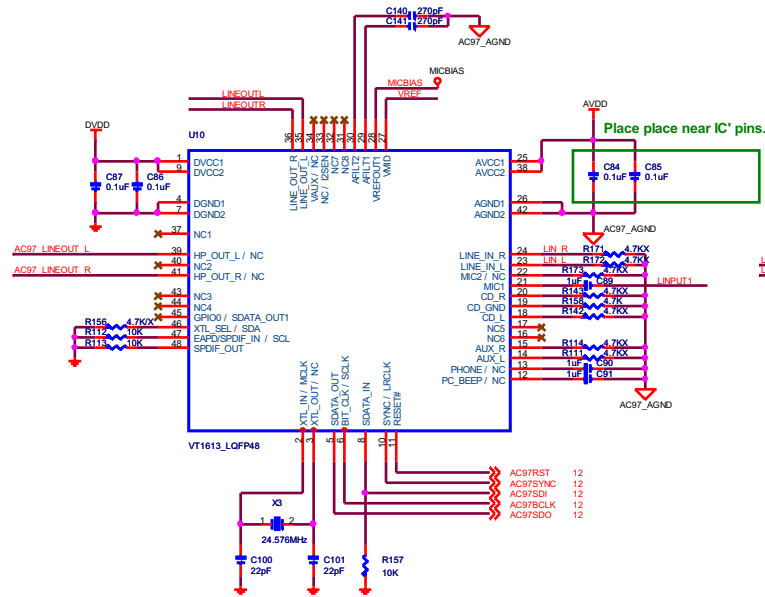 C140 270pF
C141 270pF
AC97_AGND
MICBIAS
MICBIAS
VREF
LINEOUTL
LINEOUTR
DVDD
AVDD
Place place near IC' pins.
U10
36 35 34 33 32 31 30 29 28 27
LINE_OUT_R
LINE_OUT_L
VAUX / NC
NC / I2SEN
NC7
NC8
AFILT2
AFILT1
VREFOUT1
VMID
1 DVCC1
9 DVCC2
AVCC1 25
AVCC2 38
C87
0.1uF
C86
0.1uF
C84
0.1uF
C85
0.1uF
4 DGND1
7 DGND2
AGND1 26
AGND2 42
AC97_AGND
37 NC1
AC97_LINEOUT_L 39 HP_OUT_L / NC
40 NC2
AC97_LINEOUT_R 41 HP_OUT_R / NC
43 NC3
44 NC4
45 GPIO0 / SDATA_OUT1
R156 4.7K/X 46 XTL_SEL / SDA
R112 10K 47 EAPD/SPDIF_IN / SCL
R113 10K 48 SPDIF_OUT
LINE_IN_R 24 LIN_R R171 4.7KX
LINE_IN_L 23 LIN_L R172 4.7KX
MIC2 / NC 22 R173 4.7KX
MIC1 21 1uF C89 LINPUT1
CD_R 20 R143 4.7KX
CD_GND 19 R158 4.7K
CD_L 18 R142 4.7KX
NC5 17
NC6 16
AUX_R 15 R114 4.7KX
AUX_L 14 R111 4.7KX
PHONE / NC 13 1uF C90
PC_BEEP / NC 12 1uF C91
AC97_AGND
XTL_IN / MCLK
XTL_OUT / NC
SDATA_OUT
BIT_CLK / SCLK
SDATA_IN
SYNC / LRCLK
RESET#
2 3 5 6 8 10 11
VT1613_LQFP48
AC97RST 12
AC97SYNC 12
AC97SDI 12
AC97BCLK 12
AC97SDO 12
X3
1 2
24.576MHz
C100
22pF
C101
22pF
R157
10K